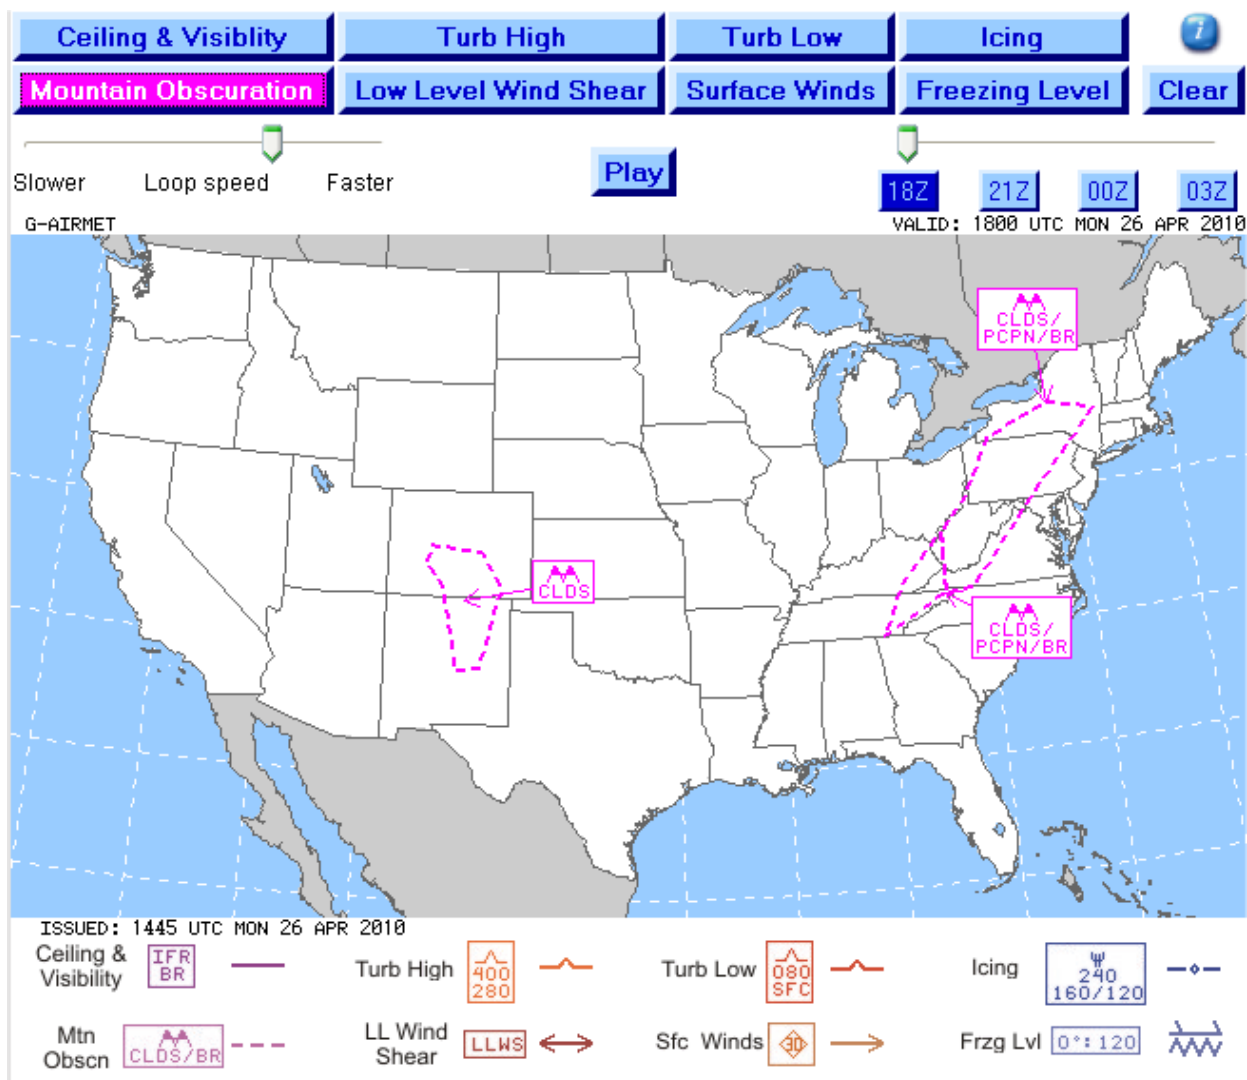 Ceiling & Visiblity Turb High Turb Low Icing i
Mountain Obscuration Low Level Wind Shear Surface Winds Freezing Level Clear
Slower Loop speed Faster Play 18Z 21Z 00Z 03Z
G-AIRMET VALID: 1800 UTC MON 26 APR 2010
CLDS/
PCPN/BR
CLDS
CLDS/
PCPN/BR
ISSUED: 1445 UTC MON 26 APR 2010
Ceiling &
Visibility
IFR
BR
Turb High
400
280
Turb Low
080
SFC
Icing
240
160/120
Mtn
Obscn
CLDS/BR
LL Wind
Shear
LLWS
Sfc Winds
30
Frzg Lvl
0°:120